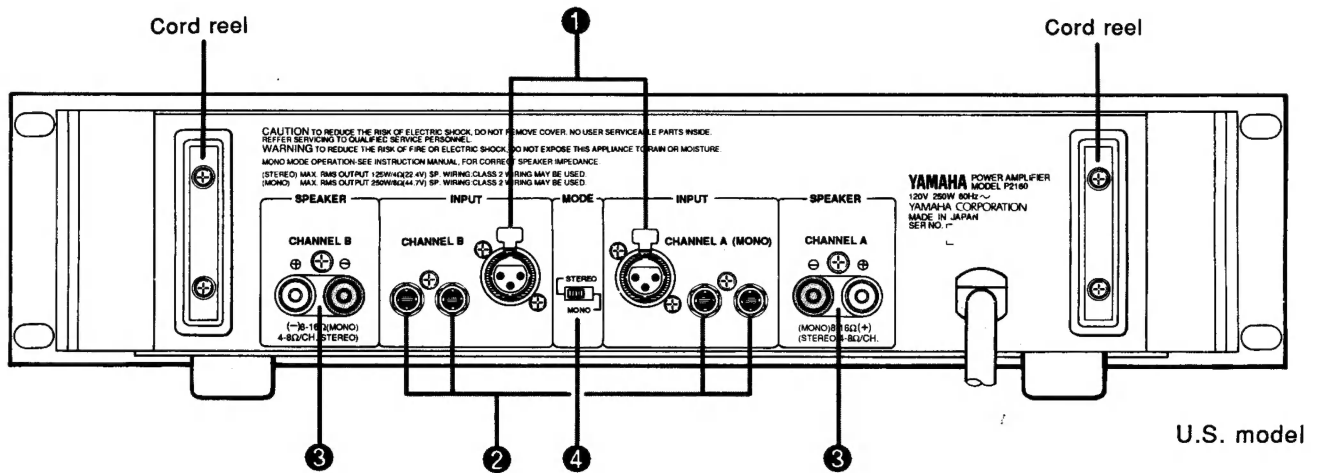 Cord reel
❶
Cord reel
CAUTION TO REDUCE THE RISK OF ELECTRIC SHOCK, DO NOT REMOVE COVER. NO USER SERVICEABLE PARTS INSIDE.
REFFER SERVICING TO QUALIFIED SERVICE PERSONNEL.
WARNING TO REDUCE THE RISK OF FIRE OR ELECTRIC SHOCK, DO NOT EXPOSE THIS APPLIANCE TO RAIN OR MOISTURE.
MONO MODE OPERATION-SEE INSTRUCTION MANUAL, FOR CORRECT SPEAKER IMPEDANCE
(STEREO) MAX. RMS OUTPUT 125W/4Ω(22.4V) SP. WIRING:CLASS 2 WIRING MAY BE USED.
(MONO) MAX. RMS OUTPUT 250W/8Ω(44.7V) SP. WIRING:CLASS 2 WIRING MAY BE USED.
YAMAHA POWER AMPLIFIER
MODEL P2160
120V 250W 60Hz ~
YAMAHA CORPORATION
MADE IN JAPAN
SER NO.
SPEAKER
INPUT
MODE
INPUT
SPEAKER
CHANNEL B
CHANNEL B
CHANNEL A (MONO)
CHANNEL A
⊕ ⊖
⊖ ⊕
STEREO
MONO
(−)8-16Ω(MONO)
4-8Ω/CH. STEREO)
(MONO)8-16Ω(+)
(STEREO)4-8Ω/CH.
❸
❷
❹
❸
U.S. model